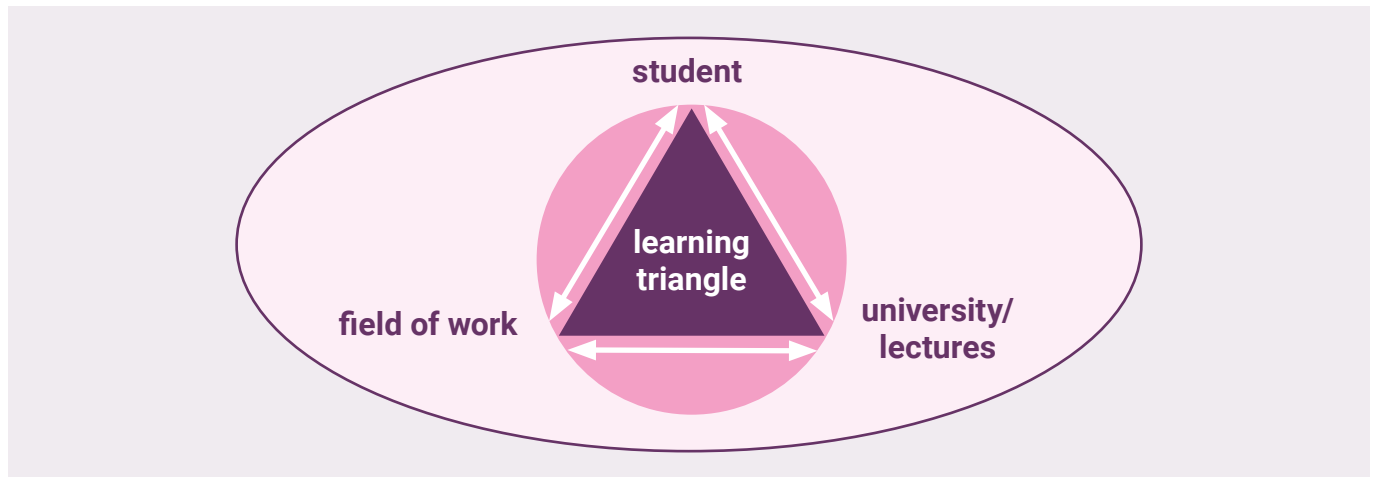 student
learning
triangle
field of work
university/
lectures